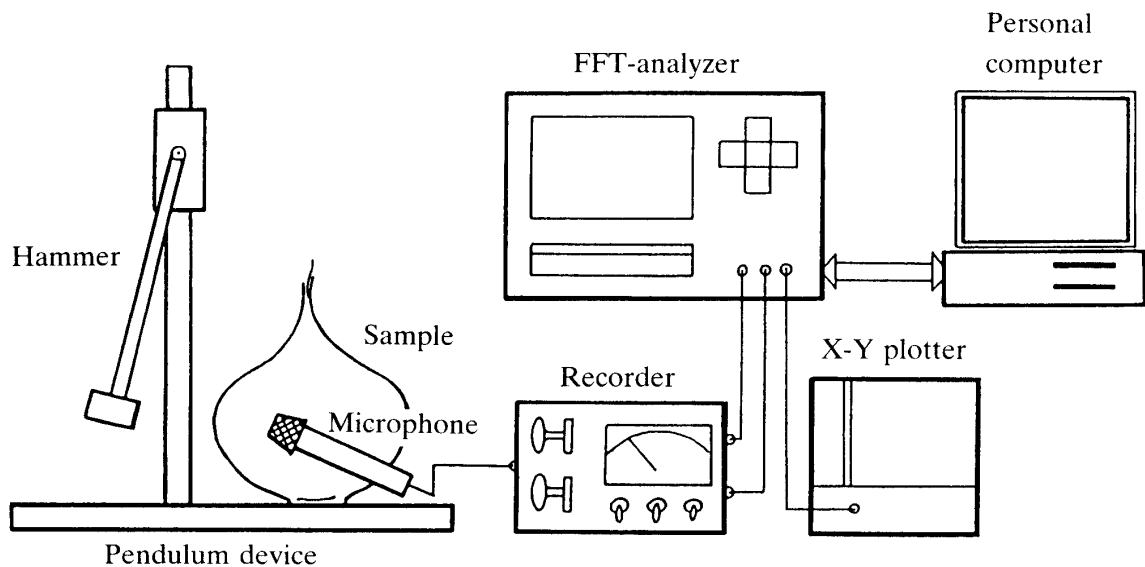 Personal
computer
FFT-analyzer
Hammer
Sample
X-Y plotter
Recorder
Microphone
Pendulum device